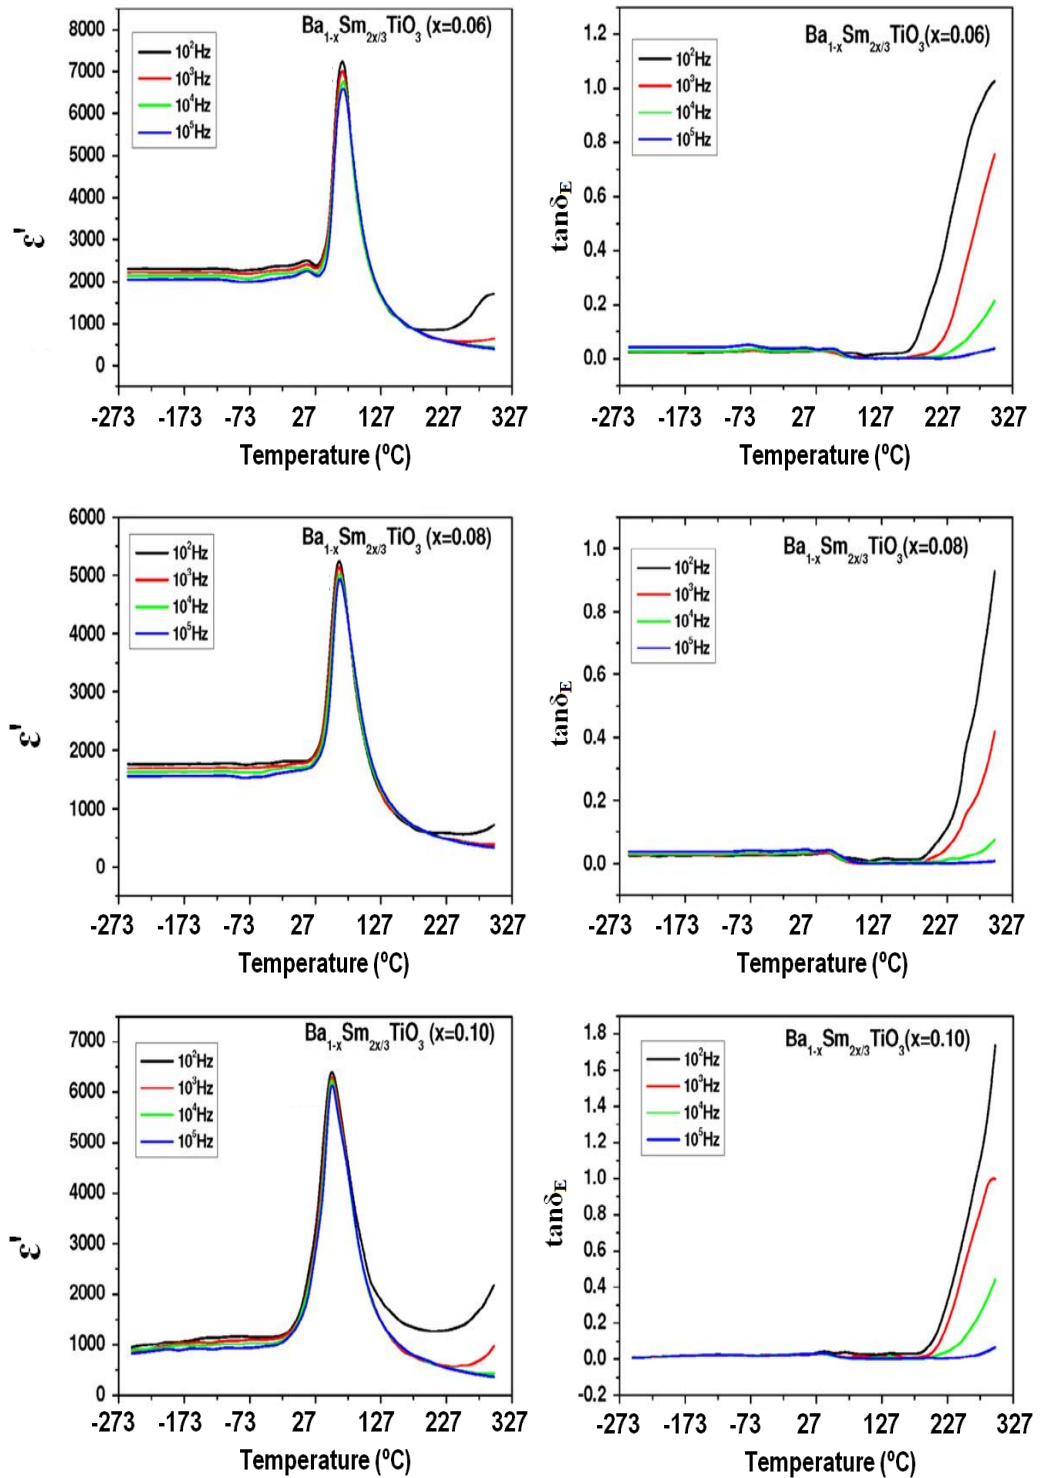 Ba1-xSm2x/3TiO3 (x=0.06)
10²Hz
10³Hz
10⁴Hz
10⁵Hz
8000
7000
6000
5000
4000
3000
2000
1000
0
ε'
-273 -173 -73 27 127 227 327
Temperature (⁰C)
Ba1-xSm2x/3TiO3(x=0.06)
10²Hz
10³Hz
10⁴Hz
10⁵Hz
1.2
1.0
0.8
0.6
0.4
0.2
0.0
tanδE
-273 -173 -73 27 127 227 327
Temperature (⁰C)
Ba1-xSm2x/3TiO3 (x=0.08)
10²Hz
10³Hz
10⁴Hz
10⁵Hz
6000
5000
4000
3000
2000
1000
0
ε'
-273 -173 -73 27 127 227 327
Temperature (⁰C)
Ba1-xSm2x/3TiO3(x=0.08)
10²Hz
10³Hz
10⁴Hz
10⁵Hz
1.0
0.8
0.6
0.4
0.2
0.0
tanδE
-273 -173 -73 27 127 227 327
Temperature (⁰C)
Ba1-xSm2x/3TiO3 (x=0.10)
10²Hz
10³Hz
10⁴Hz
10⁵Hz
7000
6000
5000
4000
3000
2000
1000
0
ε'
-273 -173 -73 27 127 227 327
Temperature (⁰C)
Ba1-xSm2x/3TiO3(x=0.10)
10²Hz
10³Hz
10⁴Hz
10⁵Hz
1.8
1.6
1.4
1.2
1.0
0.8
0.6
0.4
0.2
0.0
-0.2
tanδE
-273 -173 -73 27 127 227 327
Temperature (⁰C)